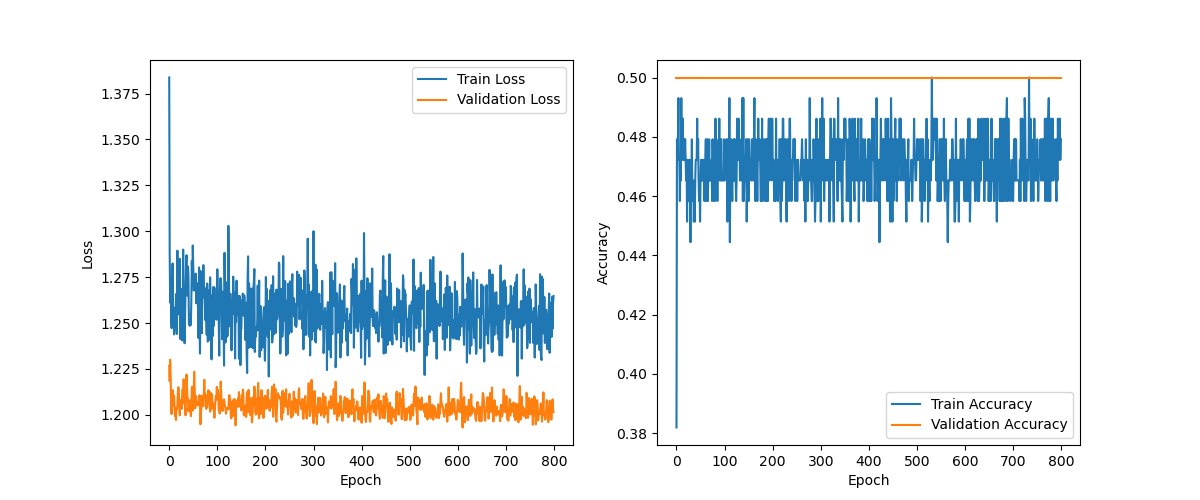 Train Loss
Validation Loss
1.375
1.350
1.325
1.300
1.275
1.250
1.225
1.200
Loss
0 100 200 300 400 500 600 700 800
Epoch
0.50
0.48
0.46
0.44
0.42
0.40
0.38
Accuracy
Train Accuracy
Validation Accuracy
0 100 200 300 400 500 600 700 800
Epoch